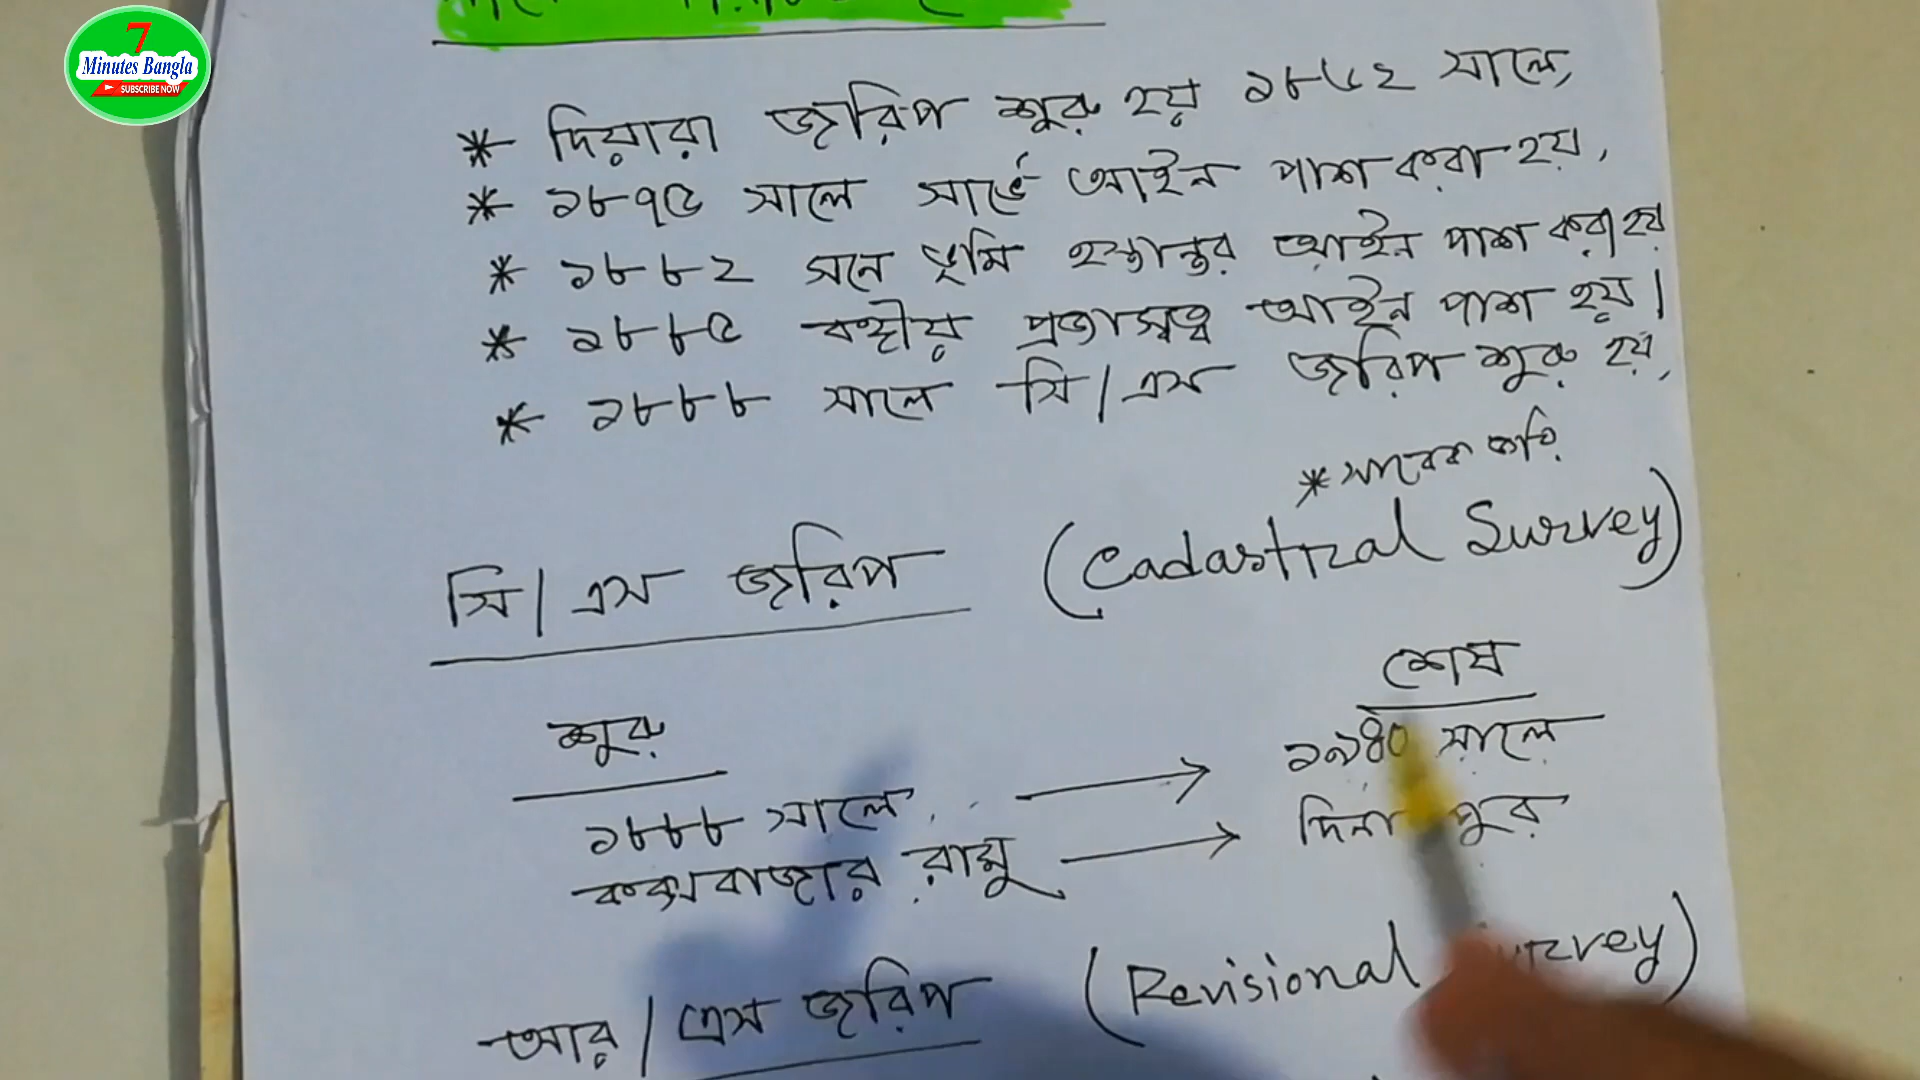 7
Minutes Bangla
SUBSCRIBE NOW
* দিয়ারা জরিপ শুরু হয় ১৮৬২ সালে,
* ১৮৭৫ সালে সার্ভে আইন পাশ করা হয়,
* ১৮৮২ সনে ভূমি হস্তান্তর আইন পাশ করা হয়
* ১৮৮৫ বঙ্গীয় প্রজাস্বত্ব আইন পাশ হয়।
* ১৮৮৮ সালে সি/এস জরিপ শুরু হয়,
* সাবেক
সি/এস জরিপ (Cadastral Survey)
শুরু শেষ
১৮৮৮ সালে → ১৯৪০ সালে
কক্সবাজার রামু →
আর/এস জরিপ (Revisional